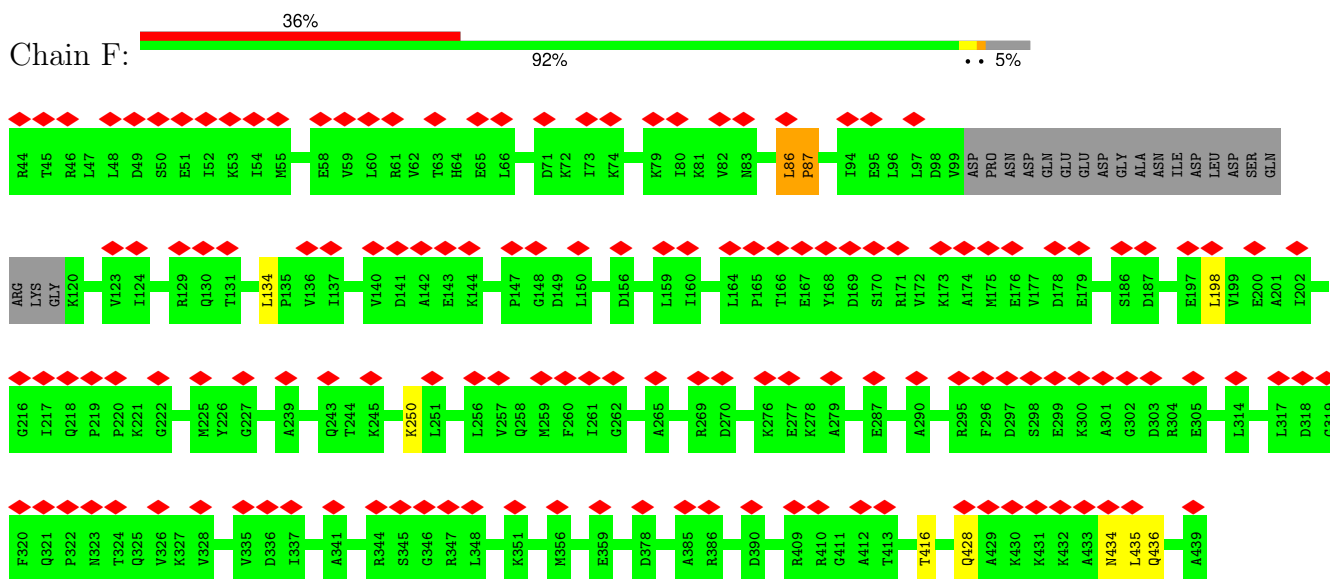 36%
Chain F:
92% • • 5%
R44 T45 R46 L47 L48 D49 S50 E51 I52 K53 I54 M55 E58 V59 L60 R61 V62 T63 H64 E65 L66 D71 K72 I73 K74 K79 I80 K81 V82 N83 L86 P87 I94 E95 L96 L97 D98 V99 ASP PRO ASN ASP GLN GLU GLU ASP GLY ALA ASN ILE ASP LEU ASP SER GLN
ARG LYS GLY K120 V123 I124 R129 Q130 T131 L134 P135 V136 I137 V140 D141 A142 E143 K144 P147 G148 D149 L150 D156 L159 I160 L164 P165 T166 E167 Y168 D169 S170 R171 V172 K173 A174 M175 E176 V177 D178 E179 S186 D187 E197 L198 V199 E200 A201 I202
G216 I217 Q218 P219 P220 K221 G222 M225 Y226 G227 A239 Q243 T244 K245 K250 L251 L256 V257 Q258 M259 F260 I261 G262 A265 R269 D270 K276 E277 K278 A279 E287 A290 R295 F296 D297 S298 E299 K300 A301 G302 D303 R304 E305 L314 L317 D318 G319
F320 Q321 P322 N323 T324 Q325 V326 K327 V328 V335 D336 I337 A341 R344 S345 G346 R347 L348 K351 M356 E359 D378 A385 R386 D390 R409 R410 G411 A412 T413 T416 Q428 A429 K430 K431 K432 A433 N434 L435 Q436 A439